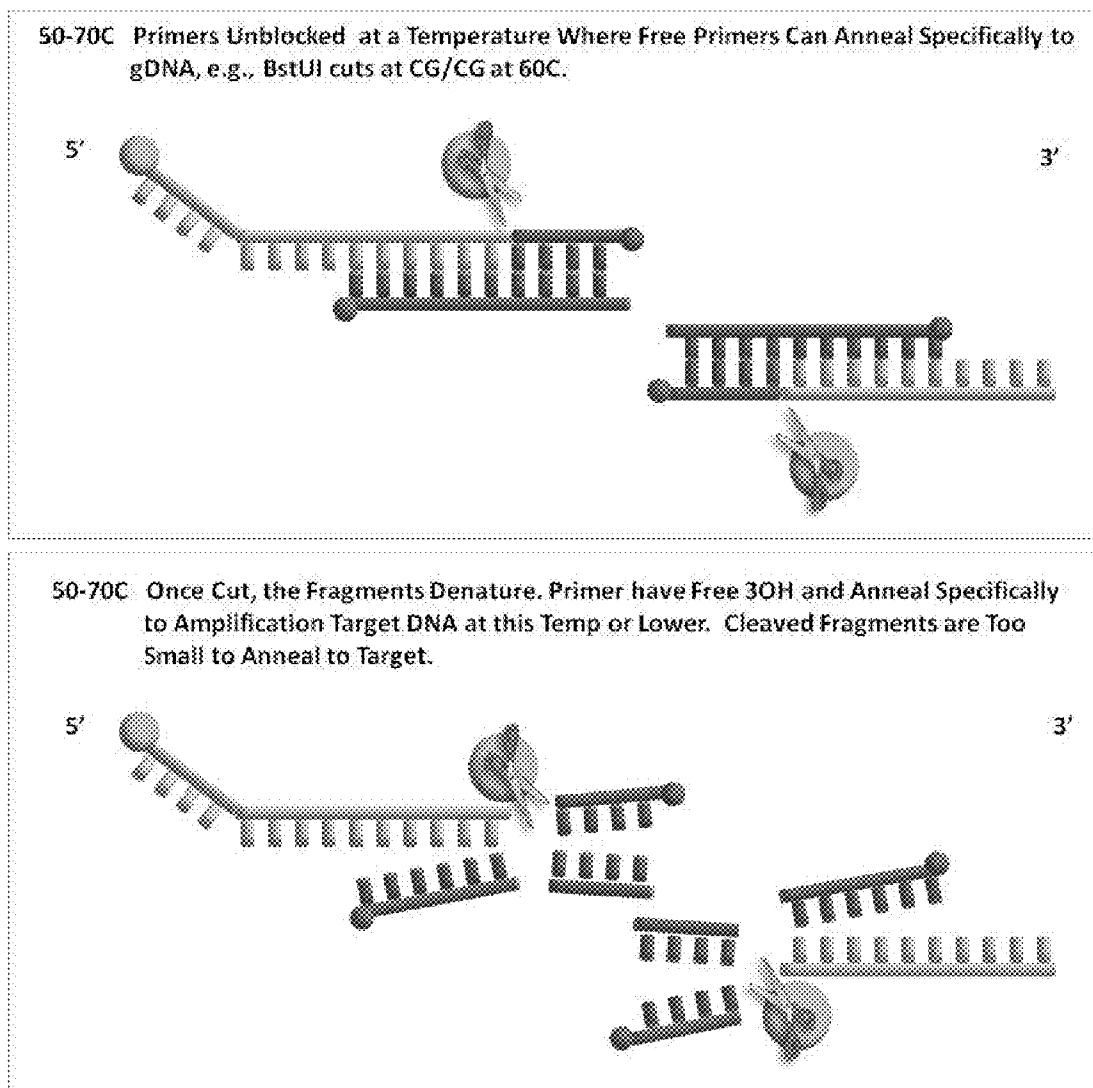 50-70C Primers Unblocked at a Temperature Where Free Primers Can Anneal Specifically to
gDNA, e.g., BstUI cuts at CG/CG at 60C.
5’ 3’
50-70C Once Cut, the Fragments Denature. Primer have Free 3OH and Anneal Specifically
to Amplification Target DNA at this Temp or Lower. Cleaved Fragments are Too
Small to Anneal to Target.
5’ 3’